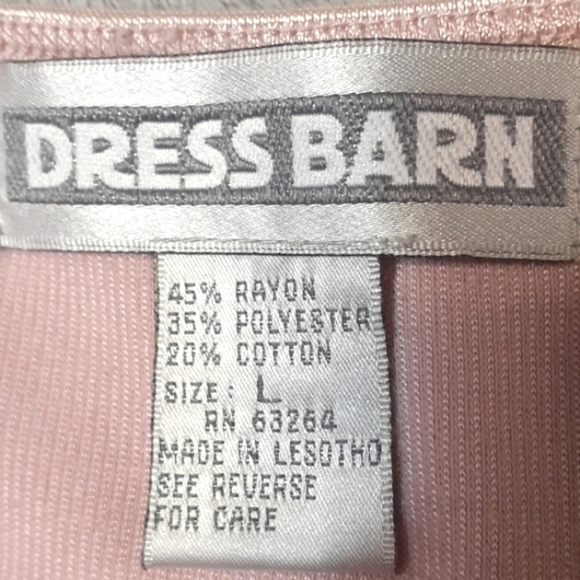 DRESS BARN
45% RAYON
35% POLYESTER
20% COTTON
SIZE: L
RN 63264
MADE IN LESOTHO
SEE REVERSE
FOR CARE